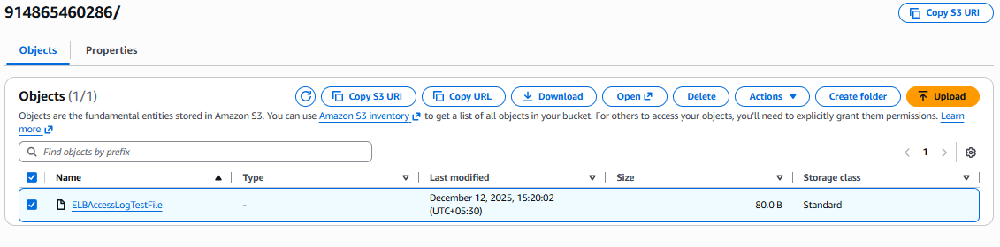 914865460286/
Copy S3 URI
Objects
Properties
Objects (1/1)
Copy S3 URI
Copy URL
Download
Open
Delete
Actions
Create folder
Upload
Objects are the fundamental entities stored in Amazon S3. You can use Amazon S3 inventory to get a list of all objects in your bucket. For others to access your objects, you'll need to explicitly grant them permissions. Learn
more
Find objects by prefix
1
Name
Type
Last modified
Size
Storage class
ELBAccessLogTestFile
-
December 12, 2025, 15:20:02
(UTC+05:30)
80.0 B
Standard